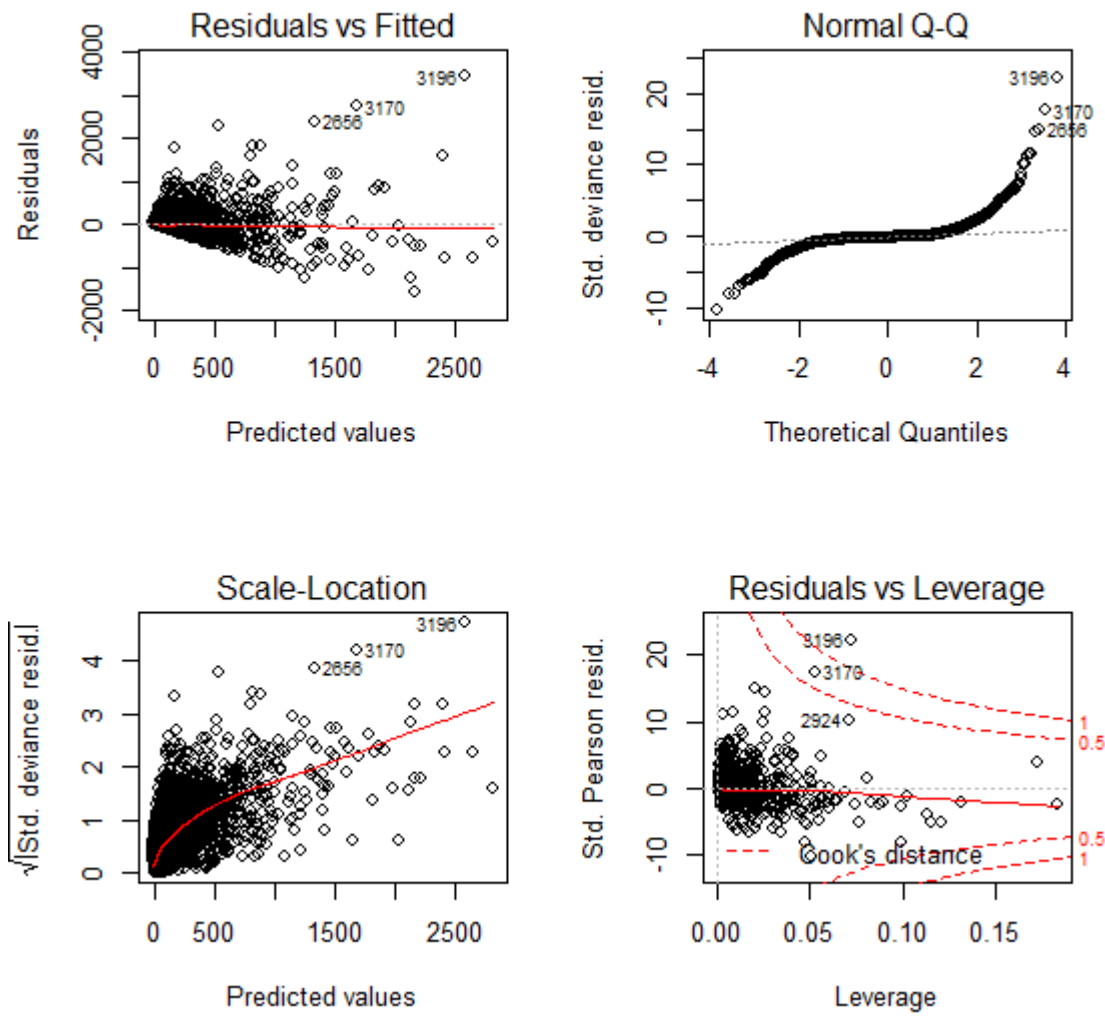 Residuals vs Fitted
Residuals
4000
2000
0
-2000
3196
3170
2656
0 500 1500 2500
Predicted values
Normal Q-Q
Std. deviance resid.
20
10
0
-10
3196
3170
2656
-4 -2 0 2 4
Theoretical Quantiles
Scale-Location
√|Std. deviance resid.|
4
3
2
1
0
3196
3170
2656
0 500 1500 2500
Predicted values
Residuals vs Leverage
Std. Pearson resid.
20
10
0
-10
3196
3170
2924
1
0.5
0.5
1
Cook's distance
0.00 0.05 0.10 0.15
Leverage